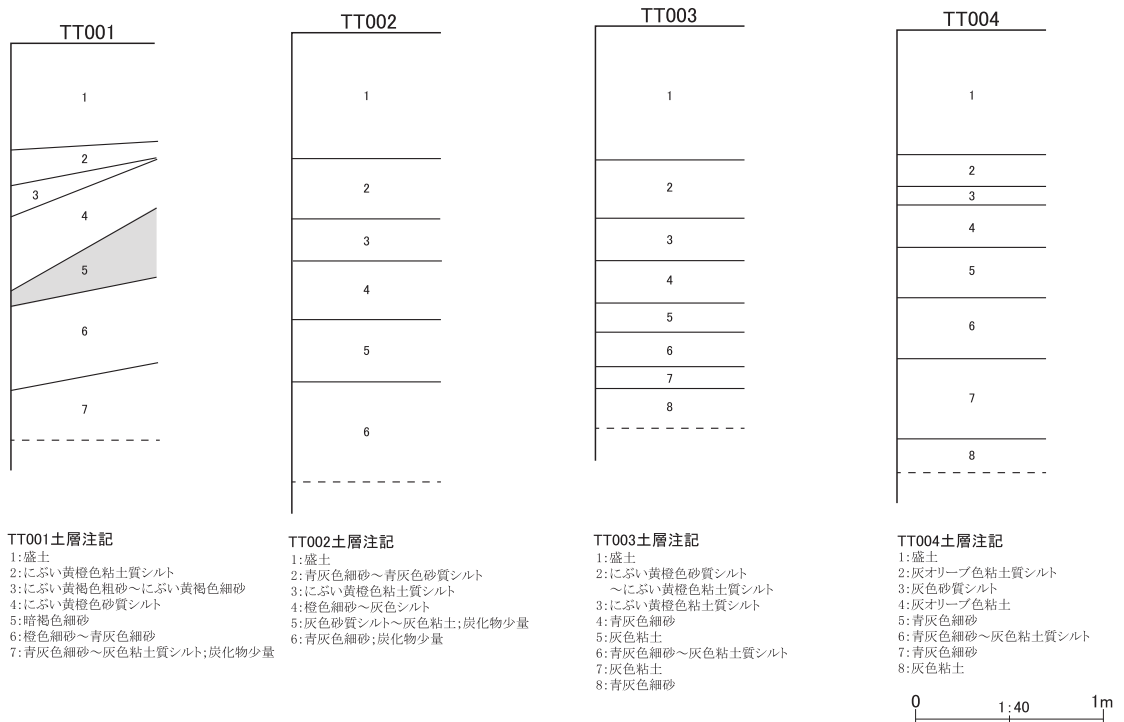 TT001
1
2
3
4
5
6
7
TT002
1
2
3
4
5
6
TT003
1
2
3
4
5
6
7
8
TT004
1
2
3
4
5
6
7
8
TT001土層注記
1:盛土
2:にぶい黄橙色粘土質シルト
3:にぶい黄褐色粗砂～にぶい黄褐色細砂
4:にぶい黄橙色砂質シルト
5:暗褐色細砂
6:橙色細砂～青灰色細砂
7:青灰色細砂～灰色粘土質シルト;炭化物少量
TT002土層注記
1:盛土
2:青灰色細砂～青灰色砂質シルト
3:にぶい黄橙色粘土質シルト
4:橙色細砂～灰色シルト
5:灰色砂質シルト～灰色粘土;炭化物少量
6:青灰色細砂;炭化物少量
TT003土層注記
1:盛土
2:にぶい黄橙色砂質シルト
～にぶい黄橙色粘土質シルト
3:にぶい黄橙色粘土質シルト
4:青灰色細砂
5:灰色粘土
6:青灰色細砂～灰色粘土質シルト
7:灰色粘土
8:青灰色細砂
TT004土層注記
1:盛土
2:灰オリーブ色粘土質シルト
3:灰色砂質シルト
4:灰オリーブ色粘土
5:青灰色細砂
6:青灰色細砂～灰色粘土質シルト
7:青灰色細砂
8:灰色粘土
0 1:40 1m